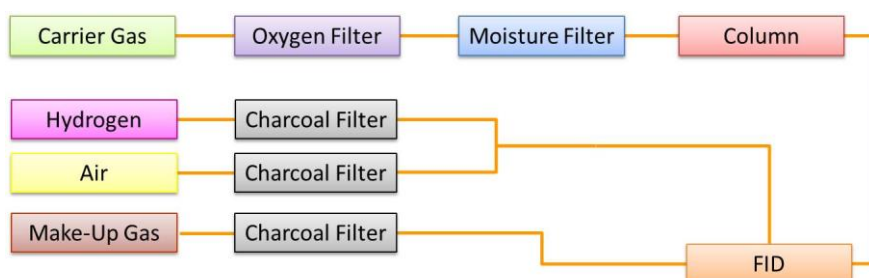 Carrier Gas
Oxygen Filter
Moisture Filter
Column
Hydrogen
Charcoal Filter
Air
Charcoal Filter
Make-Up Gas
Charcoal Filter
FID